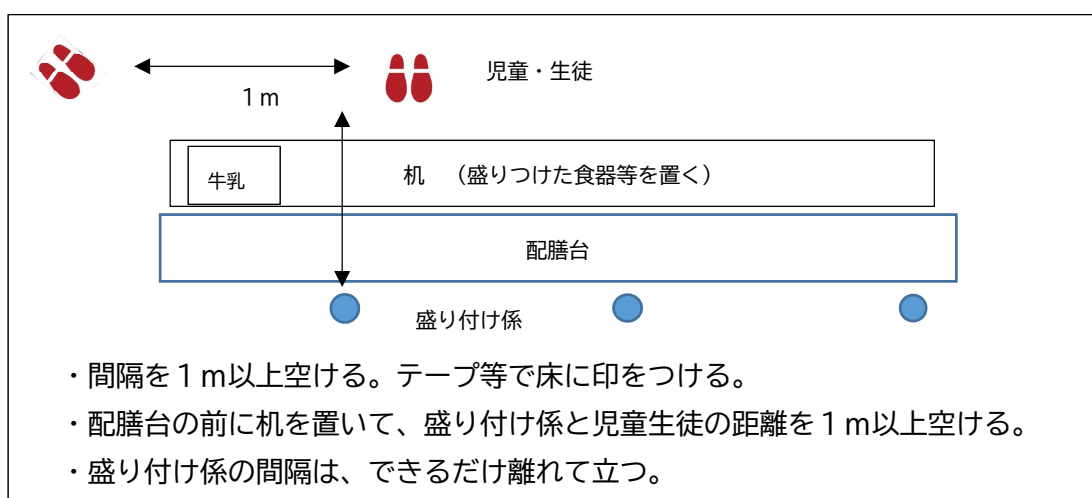 児童・生徒
1m
牛乳
机 (盛りつけた食器等を置く)
配膳台
盛り付け係
・間隔を1m以上空ける。テープ等で床に印をつける。
・配膳台の前に机を置いて、盛り付け係と児童生徒の距離を1m以上空ける。
・盛り付け係の間隔は、できるだけ離れて立つ。